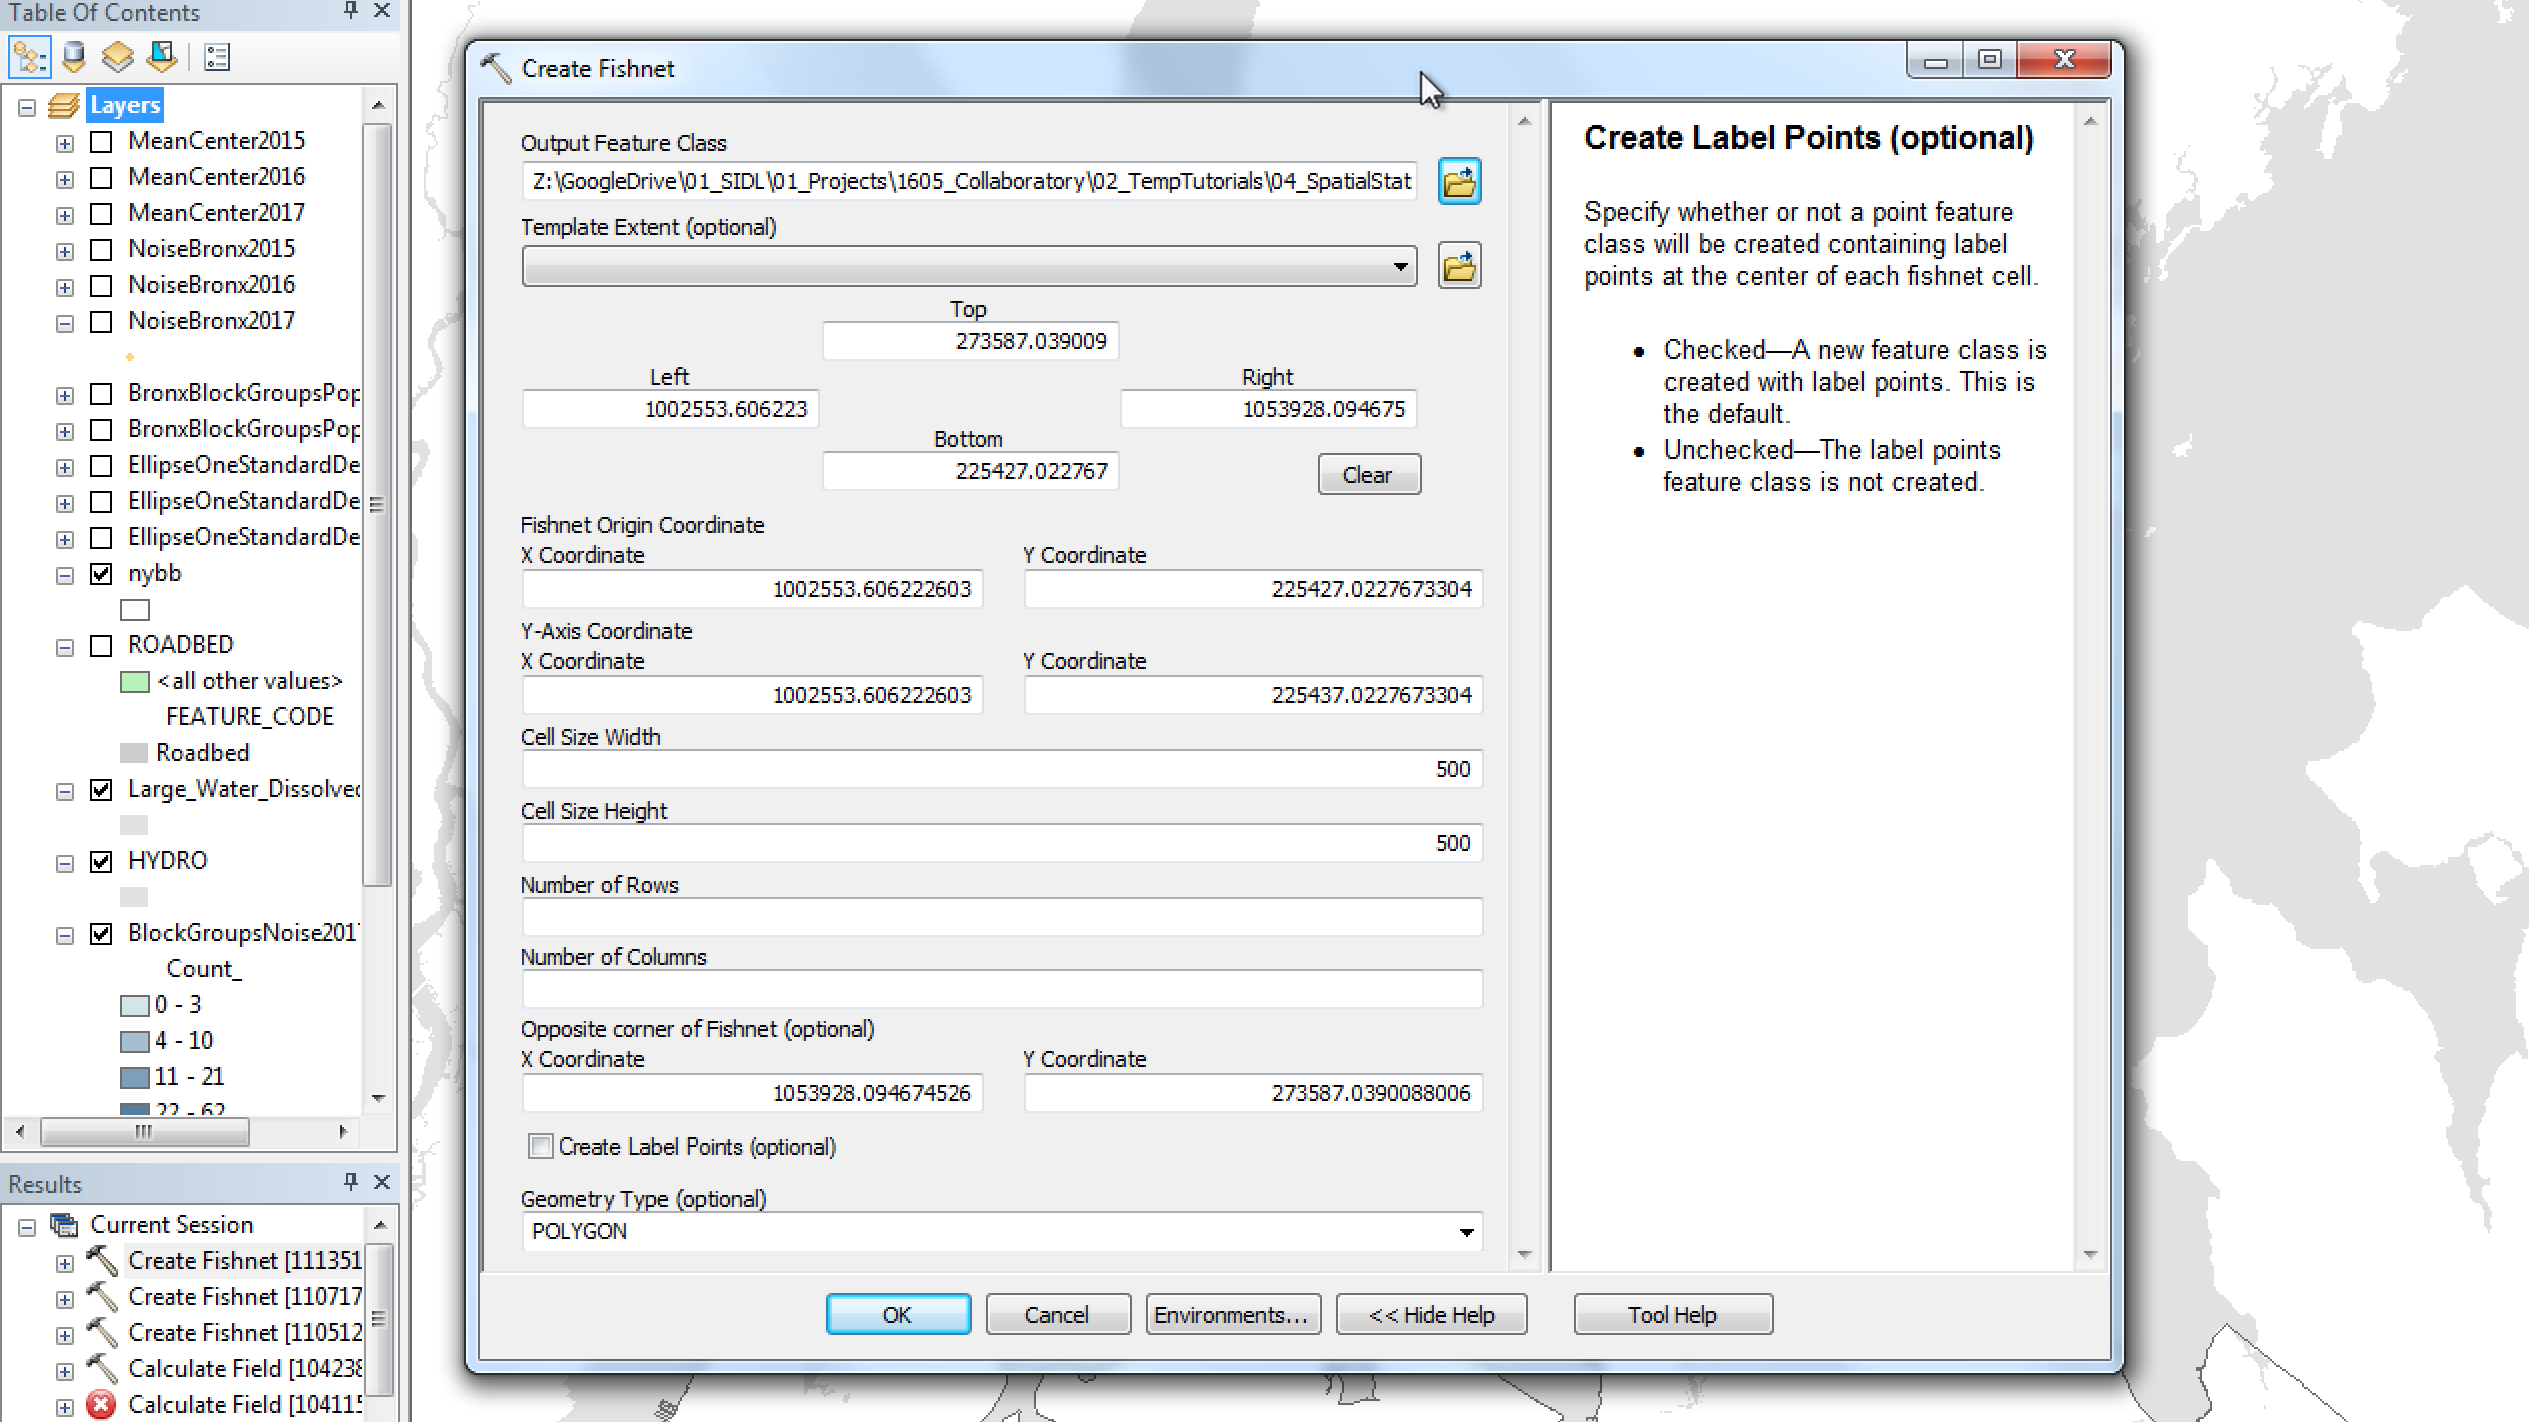 Table Of Contents
Layers
MeanCenter2015
MeanCenter2016
MeanCenter2017
NoiseBronx2015
NoiseBronx2016
NoiseBronx2017
BronxBlockGroupsPop
BronxBlockGroupsPop
EllipseOneStandardDe
EllipseOneStandardDe
EllipseOneStandardDe
nybb
ROADBED
<all other values>
FEATURE_CODE
Roadbed
Large_Water_Dissolved
HYDRO
BlockGroupsNoise201
Count_
0 - 3
4 - 10
11 - 21
22 - 62
Results
Current Session
Create Fishnet [111351
Create Fishnet [110717
Create Fishnet [110512
Calculate Field [104238
Calculate Field [104115
Create Fishnet
Output Feature Class
Z:\GoogleDrive\01_SIDL\01_Projects\1605_Collaboratory\02_TempTutorials\04_SpatialStat
Template Extent (optional)
Top
273587.039009
Left
Right
1002553.606223
1053928.094675
Bottom
225427.022767
Clear
Fishnet Origin Coordinate
X Coordinate
Y Coordinate
1002553.606222603
225427.0227673304
Y-Axis Coordinate
X Coordinate
Y Coordinate
1002553.606222603
225437.0227673304
Cell Size Width
500
Cell Size Height
500
Number of Rows
Number of Columns
Opposite corner of Fishnet (optional)
X Coordinate
Y Coordinate
1053928.094674526
273587.0390088006
Create Label Points (optional)
Geometry Type (optional)
POLYGON
OK
Cancel
Environments...
<< Hide Help
Tool Help
Create Label Points (optional)
Specify whether or not a point feature
class will be created containing label
points at the center of each fishnet cell.
• Checked—A new feature class is
created with label points. This is
the default.
• Unchecked—The label points
feature class is not created.